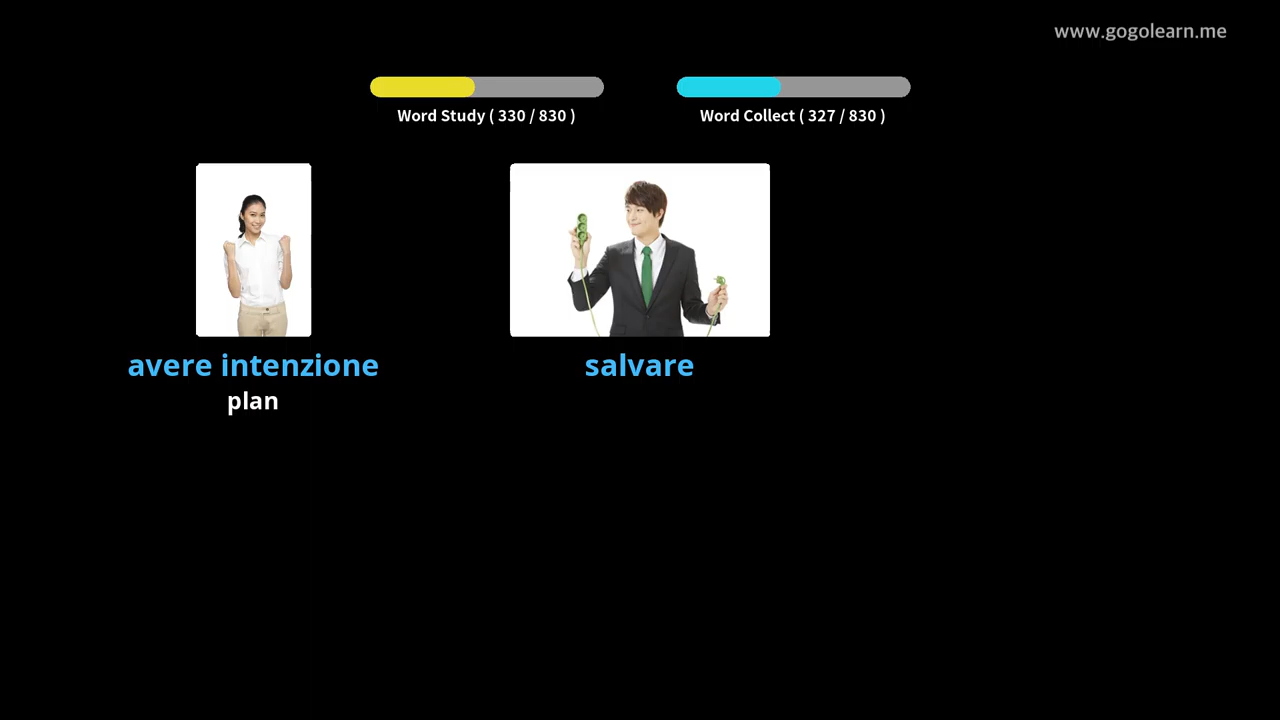 www.gogolearn.me
Word Study ( 330 / 830 )
Word Collect ( 327 / 830 )
avere intenzione
plan
salvare